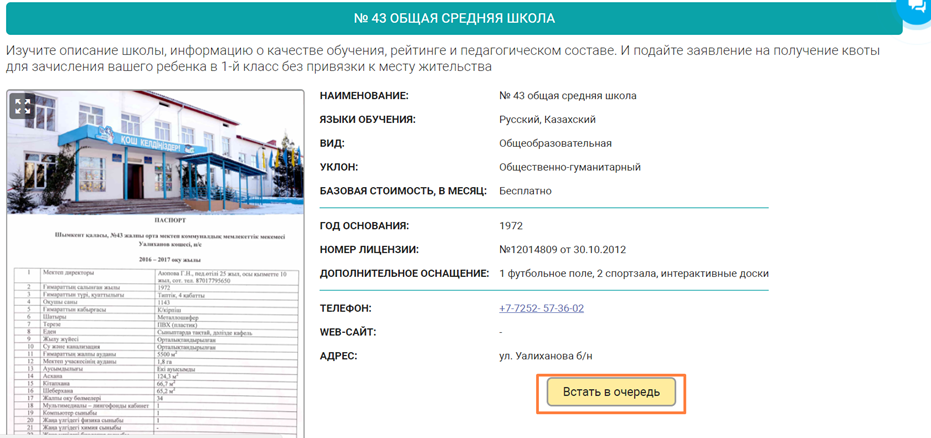 № 43 ОБЩАЯ СРЕДНЯЯ ШКОЛА
Изучите описание школы, информацию о качестве обучения, рейтинге и педагогическом составе. И подайте заявление на получение квоты
для зачисления вашего ребенка в 1-й класс без привязки к месту жительства
ҚОШ КЕЛДІҢІЗДЕР!
ПАСПОРТ
Шымкент қаласы, №43 жалпы орта мектеп коммуналдық мемлекеттік мекемесі
Уалиханов көшесі, н/с
2016 – 2017 оқу жылы
1 Мектеп директоры Аюпова Г.Н., пед.өтілі 25 жыл, осы қызметте 10
жыл, сот. тел. 87017795650
2 Ғимараттың салынған жылы 1972
3 Ғимараттың түрі, қуаттылығы Типтік, 4 қабатты
4 Оқушы саны 1143
5 Ғимараттың қабырғасы К/кірпіш
6 Шатыры Металлошифер
7 Терезе ПВХ (пластик)
8 Еден Сыныптарда тақтай, дәлізде кафель
9 Жылу жүйесі Орталықтандырылған
10 Су және канализация Орталықтандырылған
11 Ғимараттың жалпы ауданы 5500 м²
12 Мектеп учаскесінің ауданы 1,8 га
13 Ауысымдылығы Екі ауысымды
14 Асхана 124,3 м²
15 Кітапхана 66,7 м²
16 Шеберхана 65,2 м²
17 Жалпы оқу бөлмелері 34
18 Мультимедиалы – лингофонды кабинет 1
19 Компьютер сыныбы 1
20 Жаңа үлгідегі физика сыныбы 1
21 Жаңа үлгідегі химия сыныбы -
НАИМЕНОВАНИЕ: № 43 общая средняя школа
ЯЗЫКИ ОБУЧЕНИЯ: Русский, Казахский
ВИД: Общеобразовательная
УКЛОН: Общественно-гуманитарный
БАЗОВАЯ СТОИМОСТЬ, В МЕСЯЦ: Бесплатно
ГОД ОСНОВАНИЯ: 1972
НОМЕР ЛИЦЕНЗИИ: №12014809 от 30.10.2012
ДОПОЛНИТЕЛЬНОЕ ОСНАЩЕНИЕ: 1 футбольное поле, 2 спортзала, интерактивные доски
ТЕЛЕФОН: +7-7252- 57-36-02
WEB-САЙТ: -
АДРЕС: ул. Уалиханова б/н
Встать в очередь